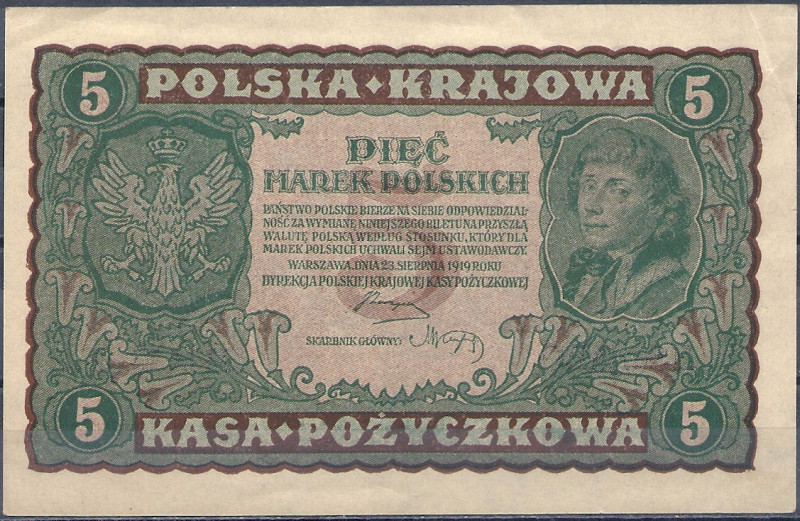 5 POLSKA • KRAJOWA 5
PIĘĆ
MAREK POLSKICH
PAŃSTWO POLSKIE BIERZE NA SIEBIE ODPOWIEDZIAL-
NOŚĆ ZA WYMIANĘ NINIEJSZEGO BILETU NA PRZYSZŁĄ
WALUTĘ POLSKĄ WEDŁUG STOSUNKU, KTÓRY DLA
MAREK POLSKICH UCHWALI SEJM USTAWODAWCZY.
WARSZAWA, DNIA 23. SIERPNIA 1919 ROKU
DYREKCJA POLSKIEJ KRAJOWEJ KASY POŻYCZKOWEJ
SKARBNIK GŁÓWNY:
5 KASA • POŻYCZKOWA 5